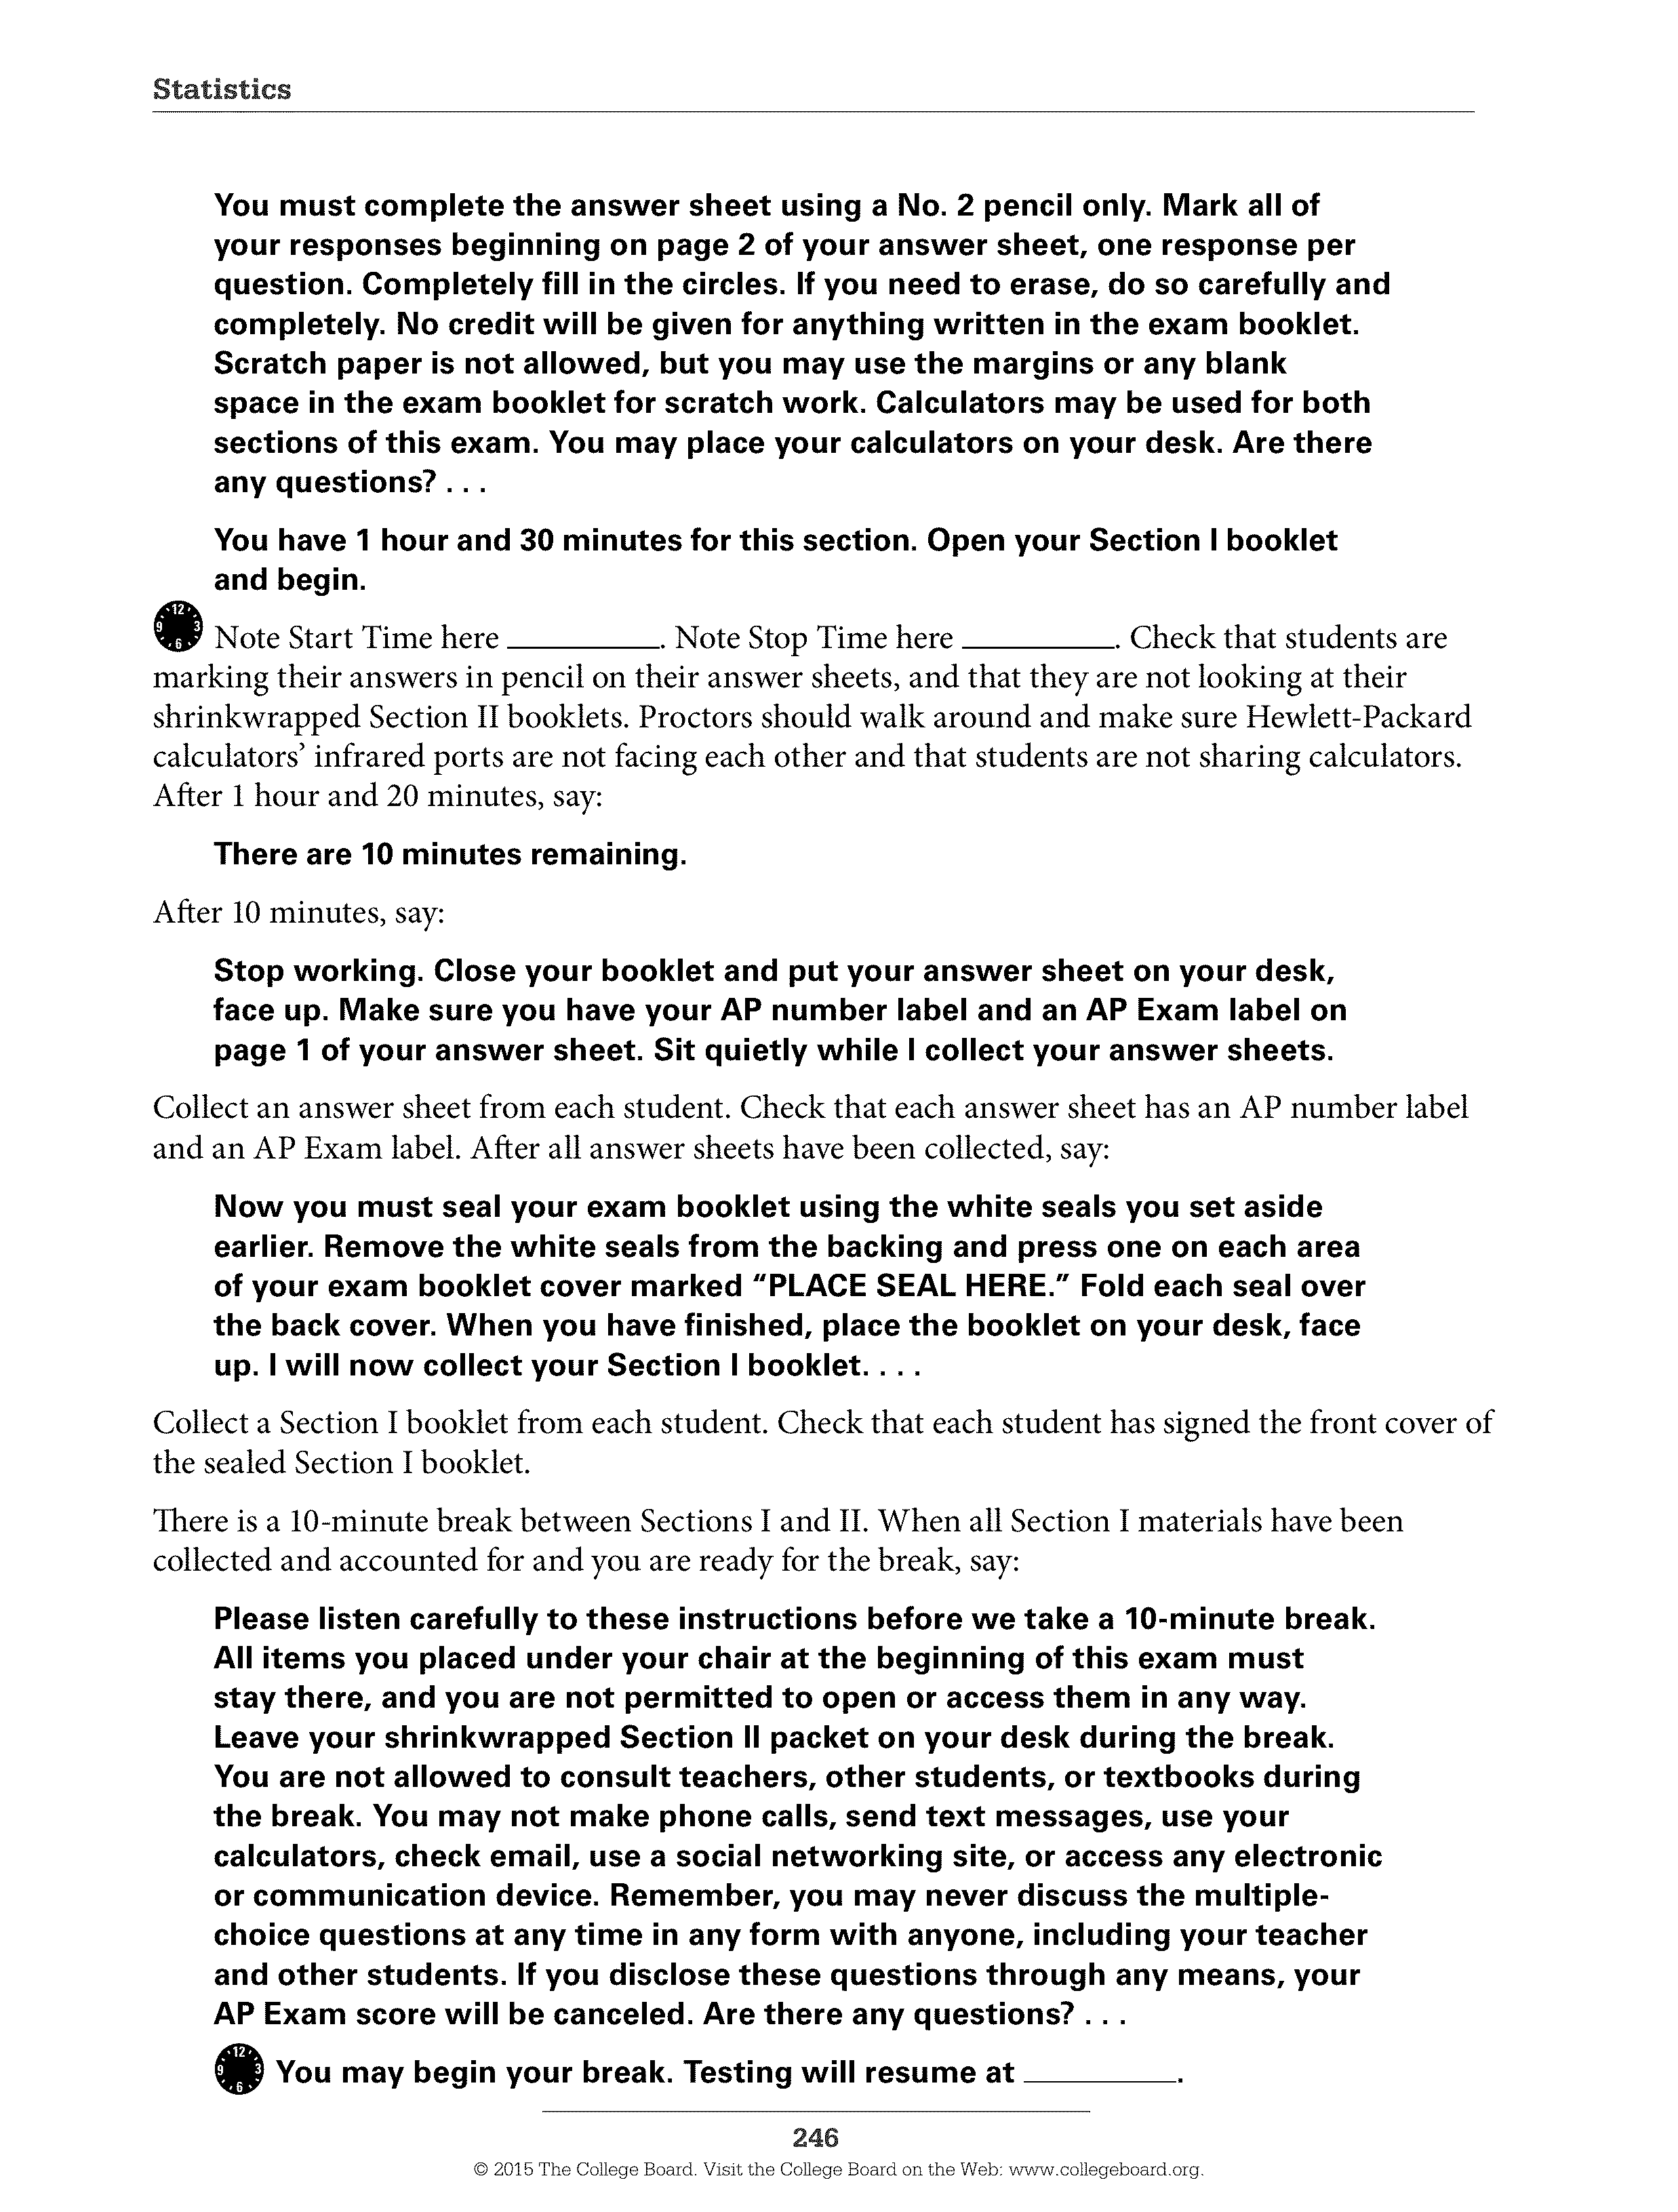 Statistics
You must complete the answer sheet using a No. 2 pencil only. Mark all of
your responses beginning on page 2 of your answer sheet, one response per
question. Completely fill in the circles. If you need to erase, do so carefully and
completely. No credit will be given for anything written in the exam booklet.
Scratch paper is not allowed, but you may use the margins or any blank
space in the exam booklet for scratch work. Calculators may be used for both
sections of this exam. You may place your calculators on your desk. Are there
any questions? . . .
You have 1 hour and 30 minutes for this section. Open your Section I booklet
and begin.
12
9 3
6
Note Start Time here __________. Note Stop Time here __________. Check that students are
marking their answers in pencil on their answer sheets, and that they are not looking at their
shrinkwrapped Section II booklets. Proctors should walk around and make sure Hewlett-Packard
calculators’ infrared ports are not facing each other and that students are not sharing calculators.
After 1 hour and 20 minutes, say:
There are 10 minutes remaining.
After 10 minutes, say:
Stop working. Close your booklet and put your answer sheet on your desk,
face up. Make sure you have your AP number label and an AP Exam label on
page 1 of your answer sheet. Sit quietly while I collect your answer sheets.
Collect an answer sheet from each student. Check that each answer sheet has an AP number label
and an AP Exam label. After all answer sheets have been collected, say:
Now you must seal your exam booklet using the white seals you set aside
earlier. Remove the white seals from the backing and press one on each area
of your exam booklet cover marked “PLACE SEAL HERE.” Fold each seal over
the back cover. When you have finished, place the booklet on your desk, face
up. I will now collect your Section I booklet. . . .
Collect a Section I booklet from each student. Check that each student has signed the front cover of
the sealed Section I booklet.
There is a 10-minute break between Sections I and II. When all Section I materials have been
collected and accounted for and you are ready for the break, say:
Please listen carefully to these instructions before we take a 10-minute break.
All items you placed under your chair at the beginning of this exam must
stay there, and you are not permitted to open or access them in any way.
Leave your shrinkwrapped Section II packet on your desk during the break.
You are not allowed to consult teachers, other students, or textbooks during
the break. You may not make phone calls, send text messages, use your
calculators, check email, use a social networking site, or access any electronic
or communication device. Remember, you may never discuss the multiple-
choice questions at any time in any form with anyone, including your teacher
and other students. If you disclose these questions through any means, your
AP Exam score will be canceled. Are there any questions? . . .
12
9 3
6
You may begin your break. Testing will resume at __________.
246
© 2015 The College Board. Visit the College Board on the Web: www.collegeboard.org.